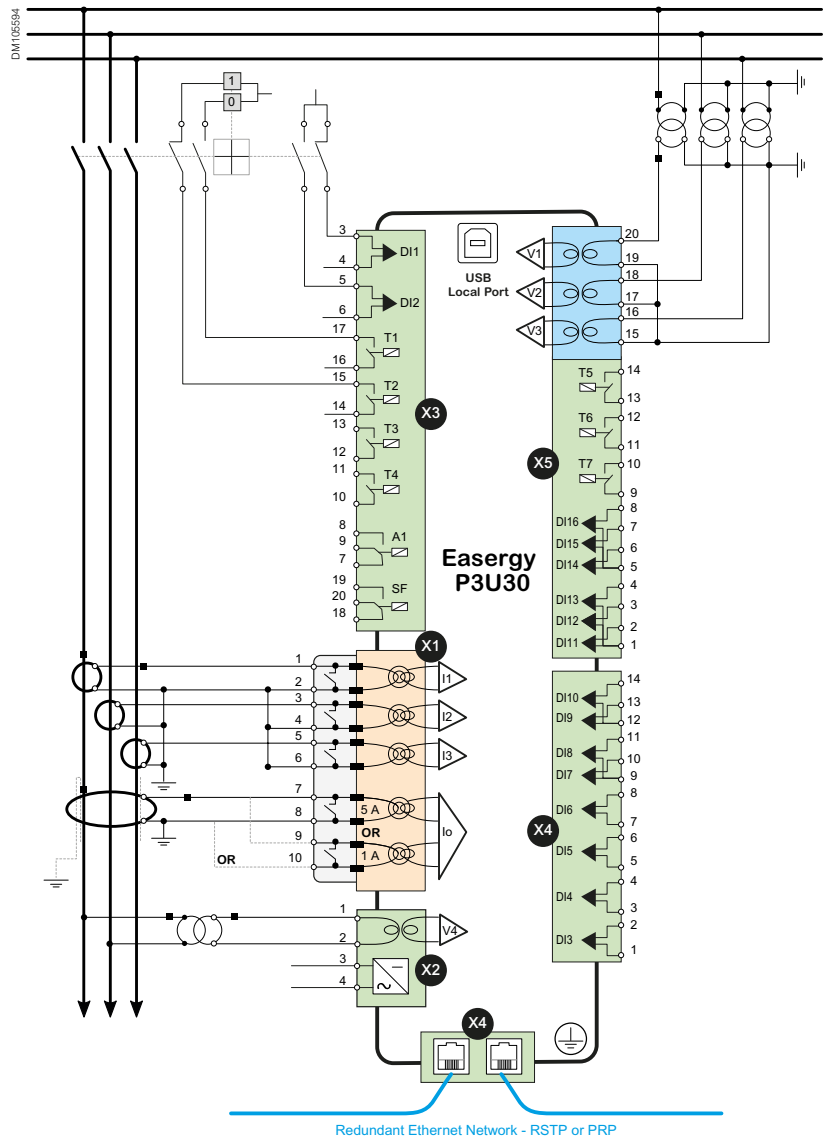 DM105594
1
0
USB
Local Port
3
4
5
6
17
16
15
14
13
12
11
10
8
9
7
19
20
18
DI1
DI2
T1
T2
T3
T4
A1
SF
X3
V1
V2
V3
20
19
18
17
16
15
T5
T6
T7
14
13
12
11
10
9
8
7
6
5
4
3
2
1
X5
DI16
DI15
DI14
DI13
DI12
DI11
Easergy
P3U30
X1
1
2
3
4
5
6
7
8
9
10
I1
I2
I3
5 A
OR
1 A
Io
OR
14
13
12
11
10
9
8
7
6
5
4
3
2
1
DI10
DI9
DI8
DI7
DI6
DI5
DI4
DI3
X4
1
2
3
4
V4
X2
X4
Redundant Ethernet Network - RSTP or PRP